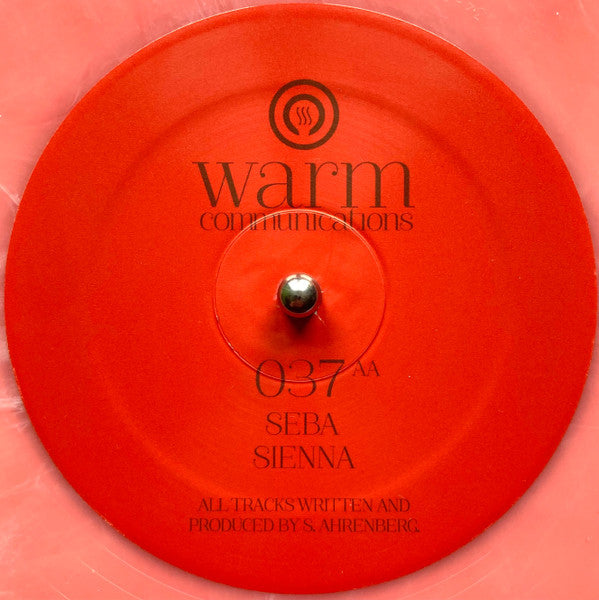 warm
communications
037 AA
SEBA
SIENNA
ALL TRACKS WRITTEN AND
PRODUCED BY S. AHRENBERG.